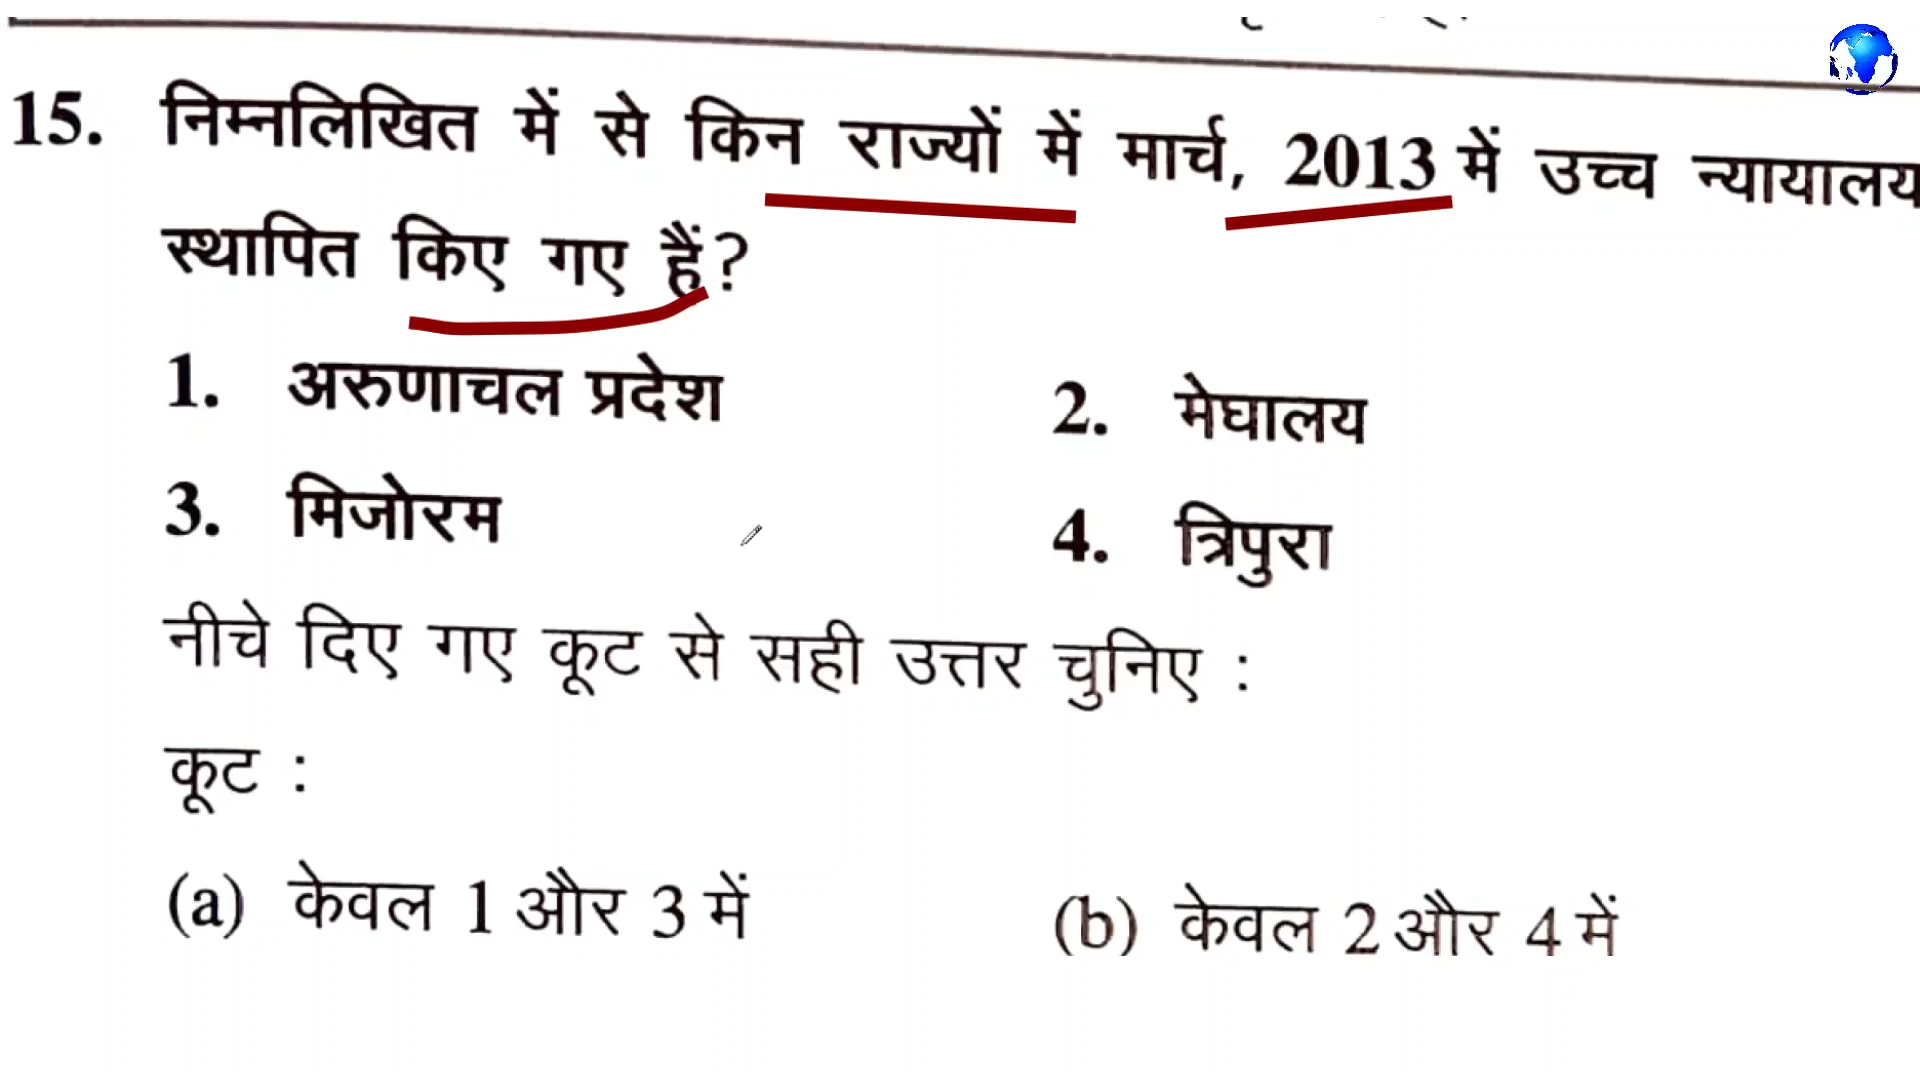 15. निम्नलिखित में से किन राज्यों में मार्च, 2013 में उच्च न्यायालय
स्थापित किए गए हैं?
1. अरुणाचल प्रदेश 2. मेघालय
3. मिजोरम 4. त्रिपुरा
नीचे दिए गए कूट से सही उत्तर चुनिए :
कूट :
(a) केवल 1 और 3 में (b) केवल 2 और 4 में